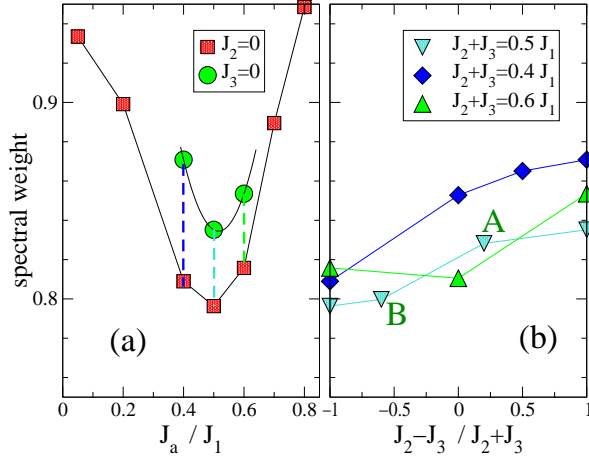 spectral weight
0.9
0.8
J2=0
J3=0
(a)
0
0.2
0.4
0.6
0.8
Ja / J1
J2+J3=0.5 J1
J2+J3=0.4 J1
J2+J3=0.6 J1
A
B
(b)
−1
−0.5
0
0.5
1
J2−J3 / J2+J3